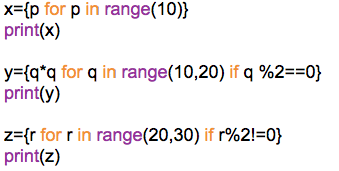 x={p for p in range(10)}
print(x)
y={q*q for q in range(10,20) if q %2==0}
print(y)
z={r for r in range(20,30) if r%2!=0}
print(z)